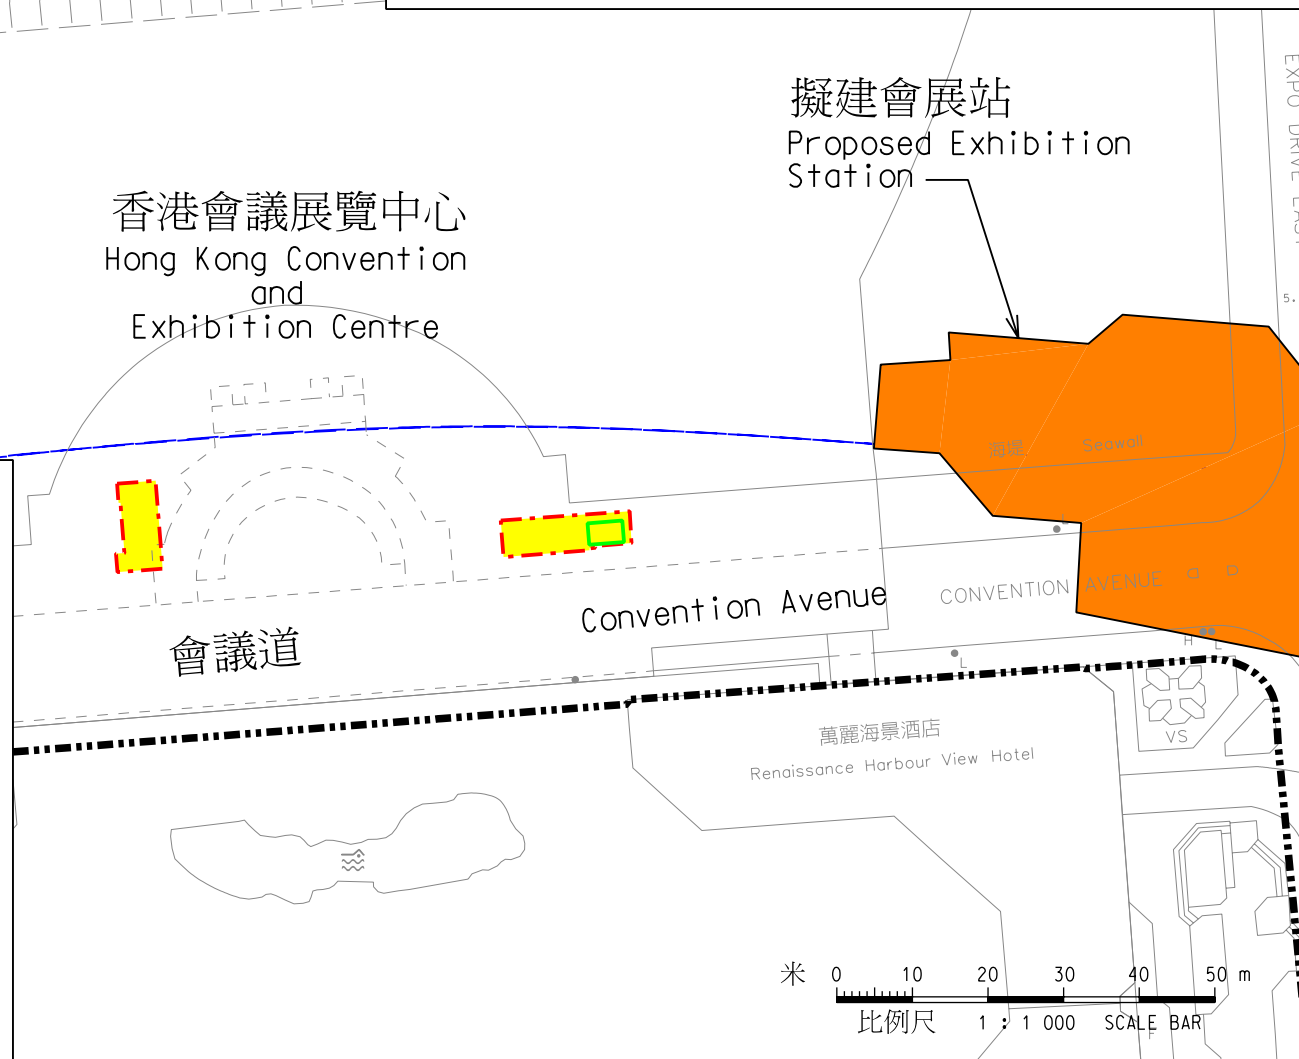 擬建會展站
Proposed Exhibition
Station
EXPO DRIVE EAST
香港會議展覽中心
Hong Kong Convention
and
Exhibition Centre
5.
海堤 Seawall
L
CONVENTION AVENUE
Convention Avenue
會議道
H
L
L
VS
萬麗海景酒店
Renaissance Harbour View Hotel
米 0 10 20 30 40 50 m
比例尺 1 : 1 000 SCALE BAR
F